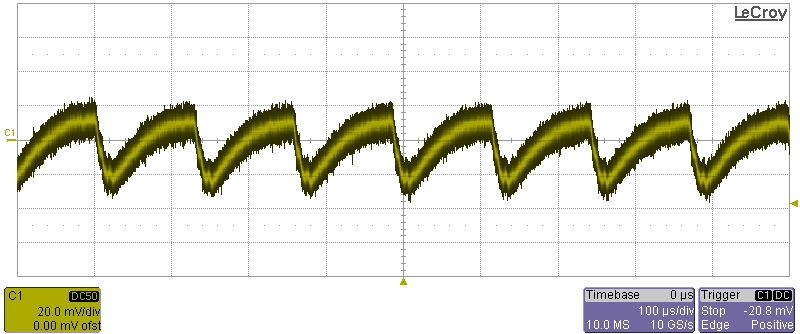 LeCroy
C1
C1 DC50
20.0 mV/div
0.00 mV ofst
Timebase 0 µs
100 µs/div
10.0 MS 10 GS/s
Trigger C1 DC
Stop -20.8 mV
Edge Positive